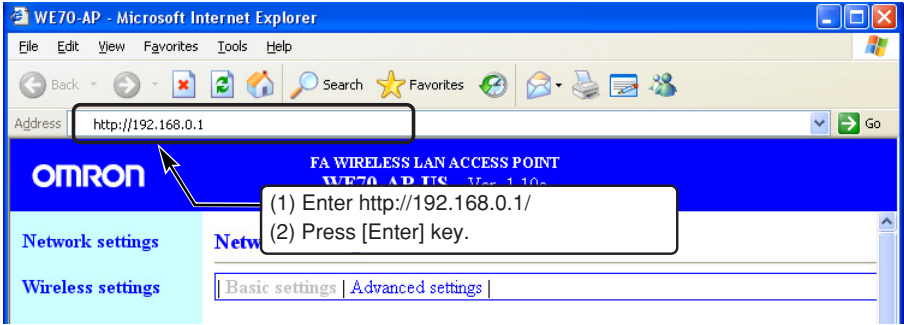 WE70-AP - Microsoft Internet Explorer
File Edit View Favorites Tools Help
Back Search Favorites
Address http://192.168.0.1 Go
OMRON
FA WIRELESS LAN ACCESS POINT
(1) Enter http://192.168.0.1/
(2) Press [Enter] key.
Network settings
Wireless settings
| Basic settings | Advanced settings |